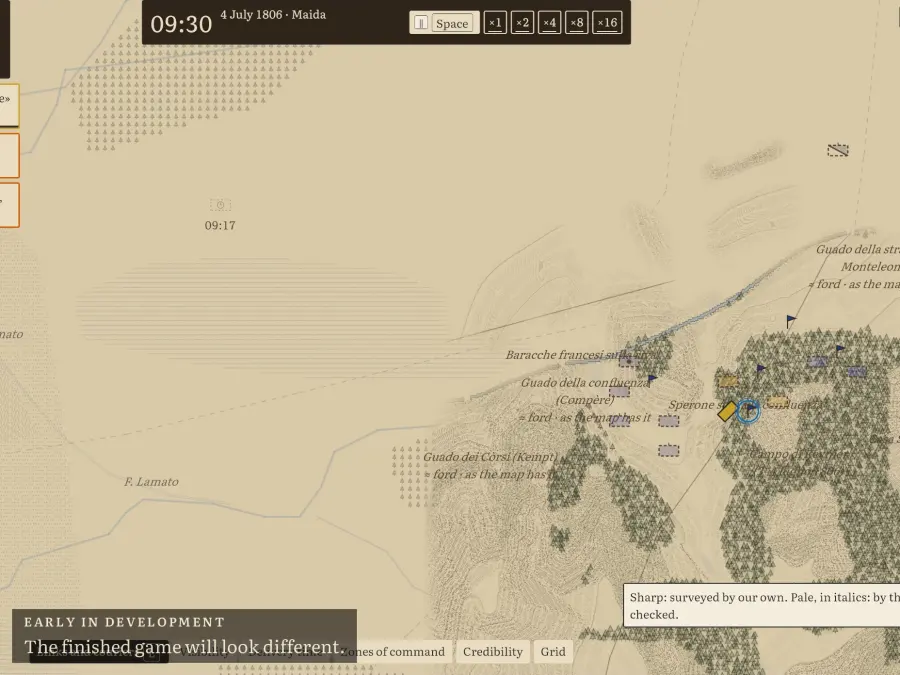 09:30
4 July 1806 · Maida
Space
×1
×2
×4
×8
×16
e»
09:17
Guado della stra
Monteleon
= ford · as the ma
Baracche francesi sulla
Guado della confluenza
(Compère)
= ford · as the map has it
Sperone
Guado dei Corsi (Kempt)
= ford · as the map has it
F. Lamato
mato
Sharp: surveyed by our own. Pale, in italics: by th
checked.
EARLY IN DEVELOPMENT
The finished game will look different.
Zones of command
Credibility
Grid